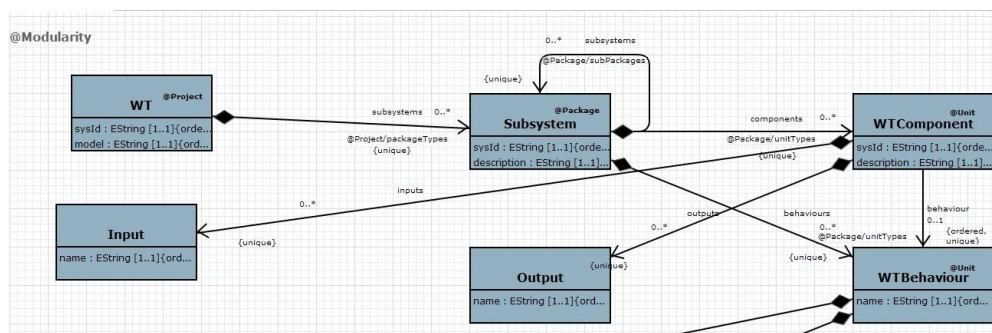 @Modularity
0..*
subsystems
@Package/subPackages
{unique}
@Project
WT
sysId : EString [1..1]{orde...
model : EString [1..1]{ord...
subsystems
0..*
@Project/packageTypes
{unique}
@Package
Subsystem
sysId : EString [1..1]{orde...
description : EString [1..1]...
components
0..*
@Package/unitTypes
{unique}
@Unit
WTComponent
sysId : EString [1..1]{orde...
description : EString [1..1]...
inputs
0..*
{unique}
Input
name : EString [1..1]{ord...
outputs
0..*
{unique}
behaviours
0..*
@Package/unitTypes
{unique}
behaviour
0..1
{ordered,
unique}
Output
name : EString [1..1]{ord...
@Unit
WTBehaviour
name : EString [1..1]{ord...